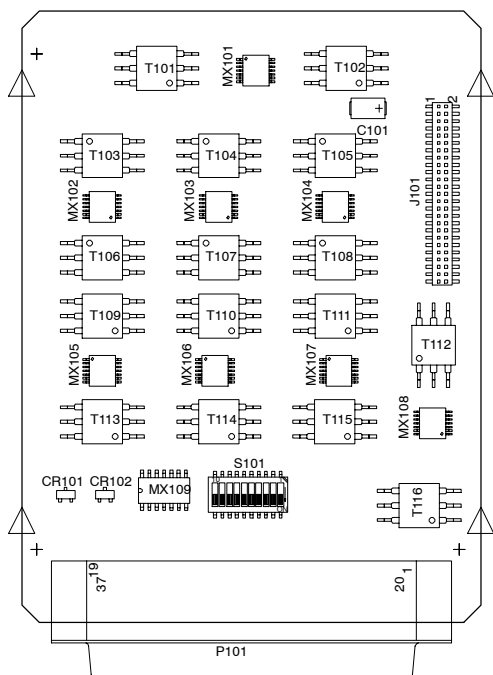 +
T101
MX101
T102
+
C101
1
2
J101
T103
T104
T105
MX102
MX103
MX104
T106
T107
T108
T109
T110
T111
T112
MX105
MX106
MX107
MX108
T113
T114
T115
CR101
CR102
MX109
S101
T116
+
+
19
37
20
1
P101